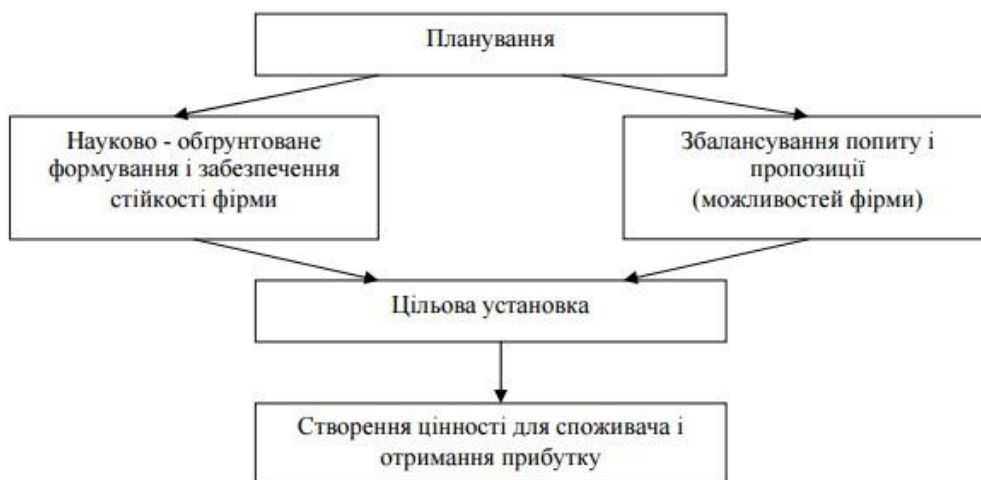 Планування
Науково - обґрунтоване
формування і забезпечення
стійкості фірми
Збалансування попиту і
пропозиції
(можливостей фірми)
Цільова установка
Створення цінності для споживача і
отримання прибутку